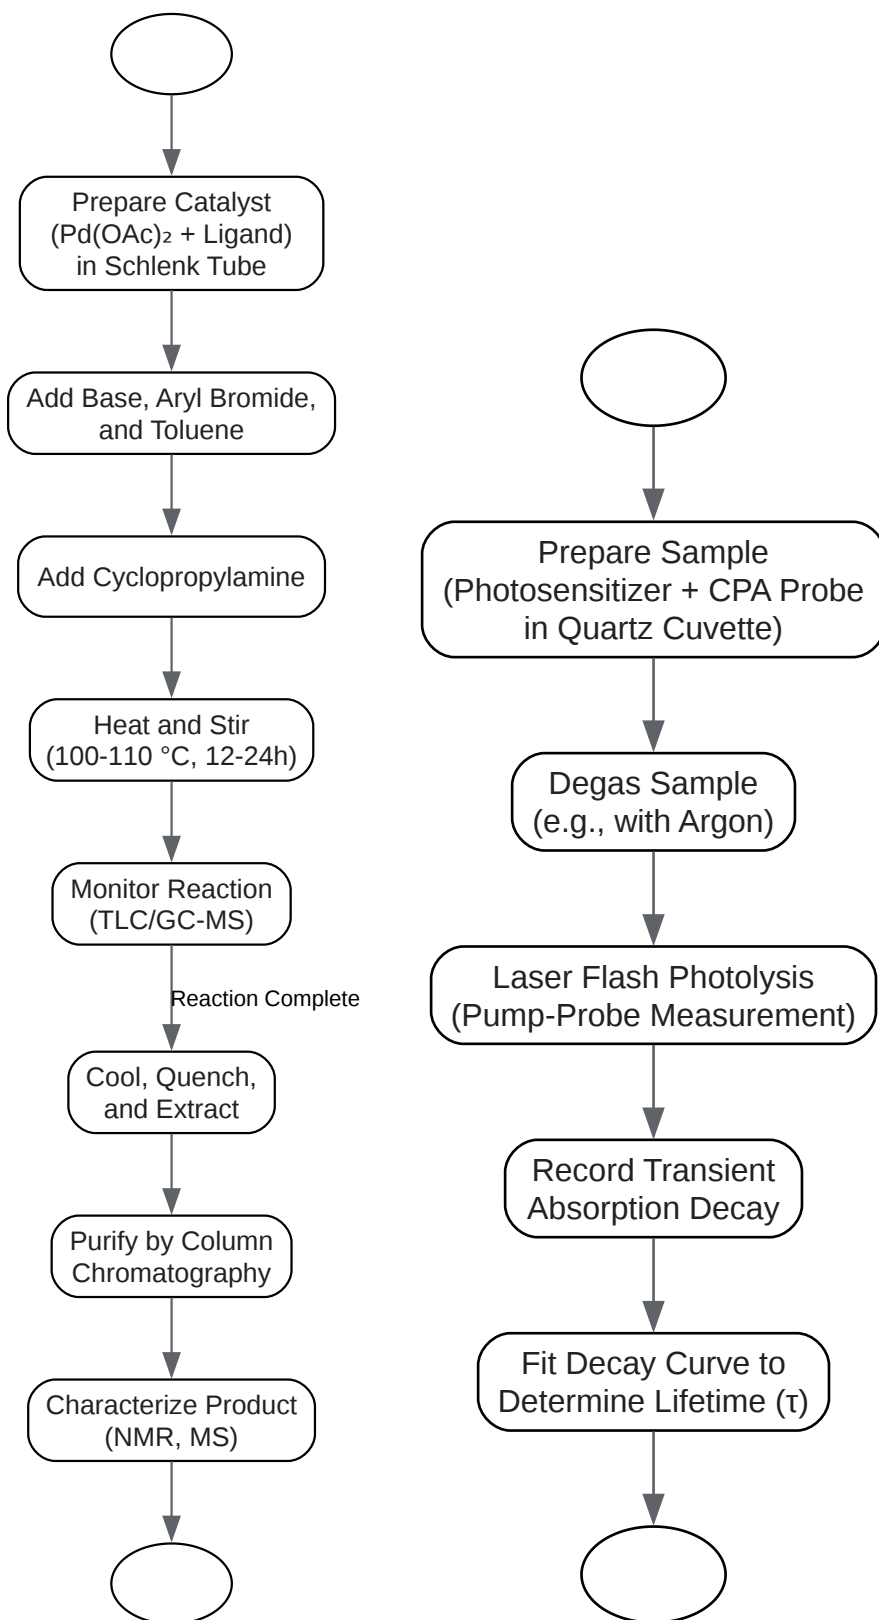 Prepare Catalyst
(Pd(OAc)₂ + Ligand)
in Schlenk Tube
Add Base, Aryl Bromide,
and Toluene
Add Cyclopropylamine
Heat and Stir
(100-110 °C, 12-24h)
Monitor Reaction
(TLC/GC-MS)
Reaction Complete
Cool, Quench,
and Extract
Purify by Column
Chromatography
Characterize Product
(NMR, MS)
Prepare Sample
(Photosensitizer + CPA Probe
in Quartz Cuvette)
Degas Sample
(e.g., with Argon)
Laser Flash Photolysis
(Pump-Probe Measurement)
Record Transient
Absorption Decay
Fit Decay Curve to
Determine Lifetime (τ)